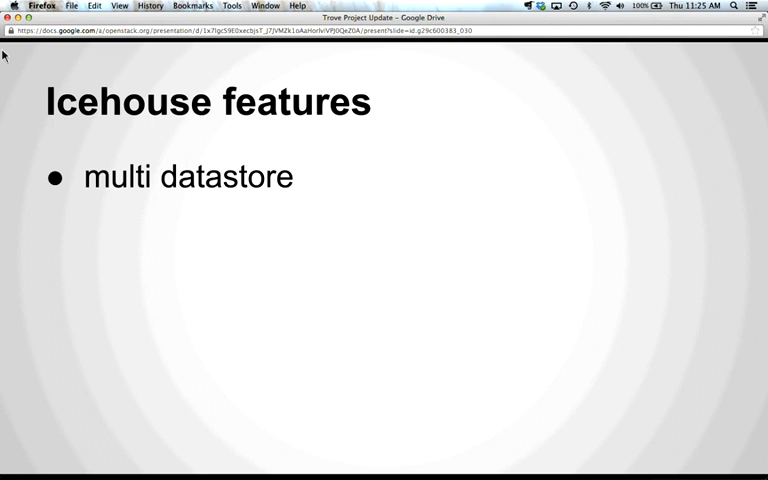 Firefox File Edit View History Bookmarks Tools Window Help 100% Thu 11:25 AM
Trove Project Update – Google Drive
Icehouse features
● multi datastore